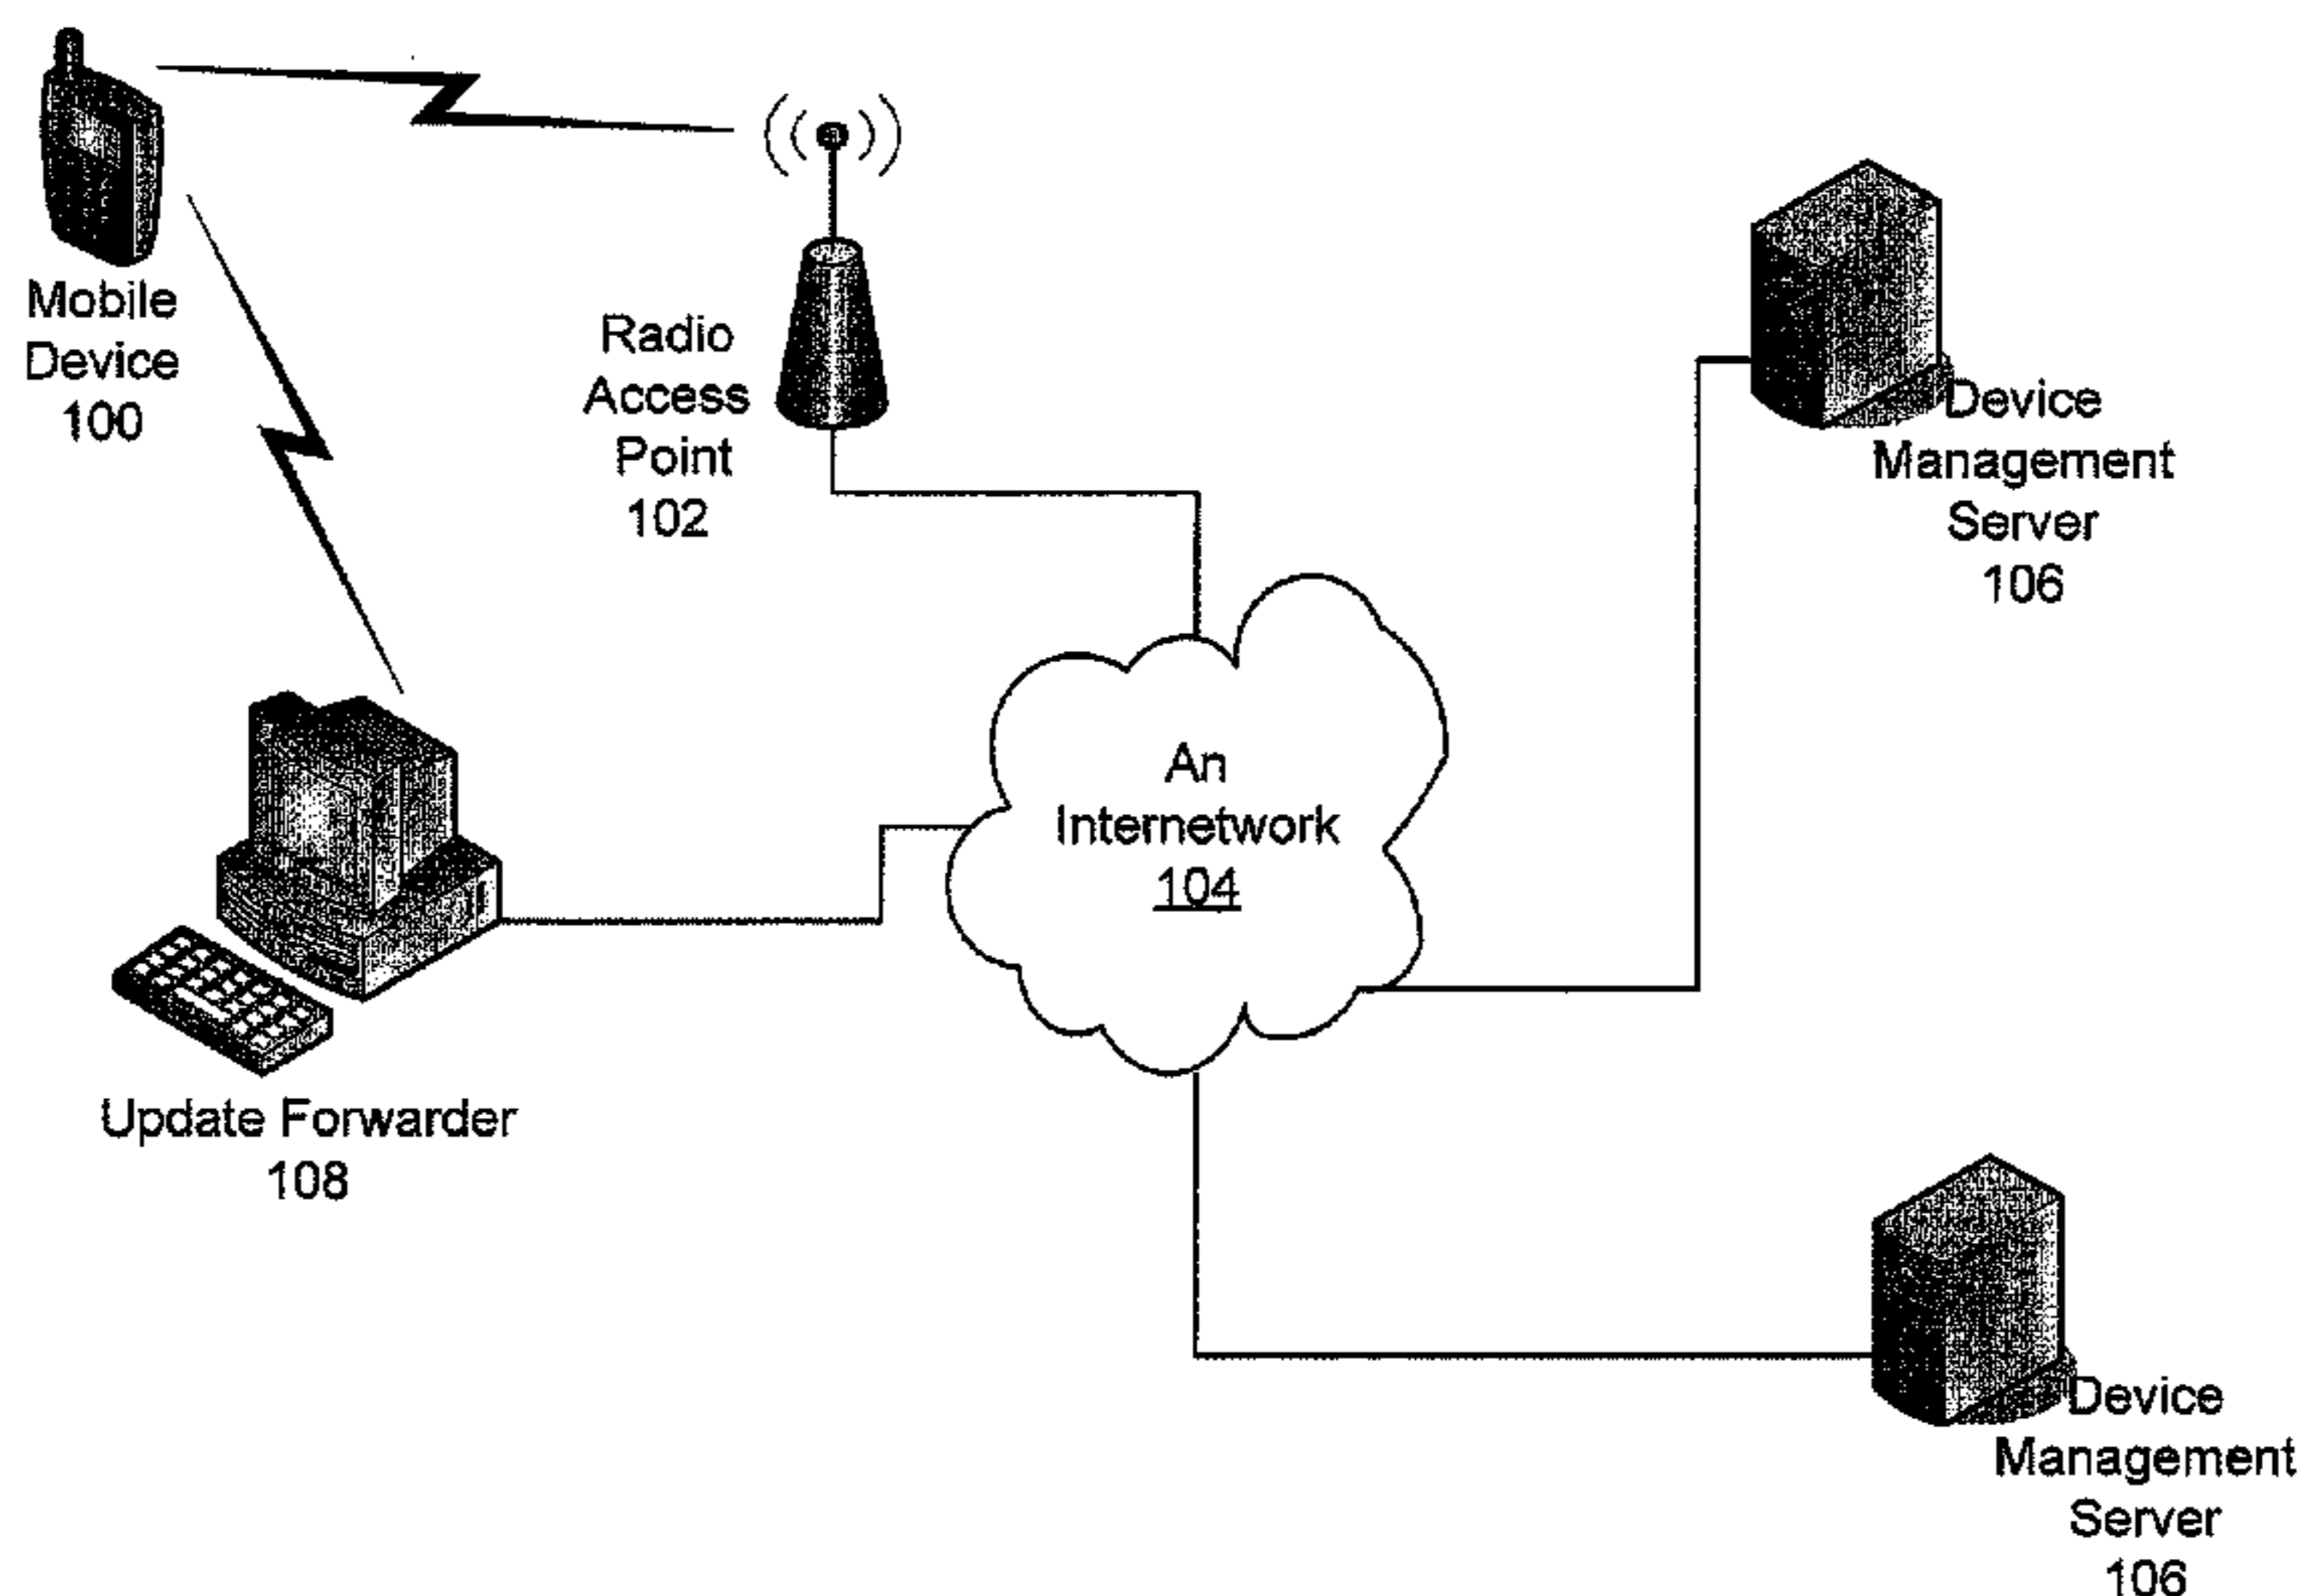 Mobile
Device
100
Radio
Access
Point
102
Device
Management
Server
106
An
Internetwork
104
Update Forwarder
108
Device
Management
Server
106